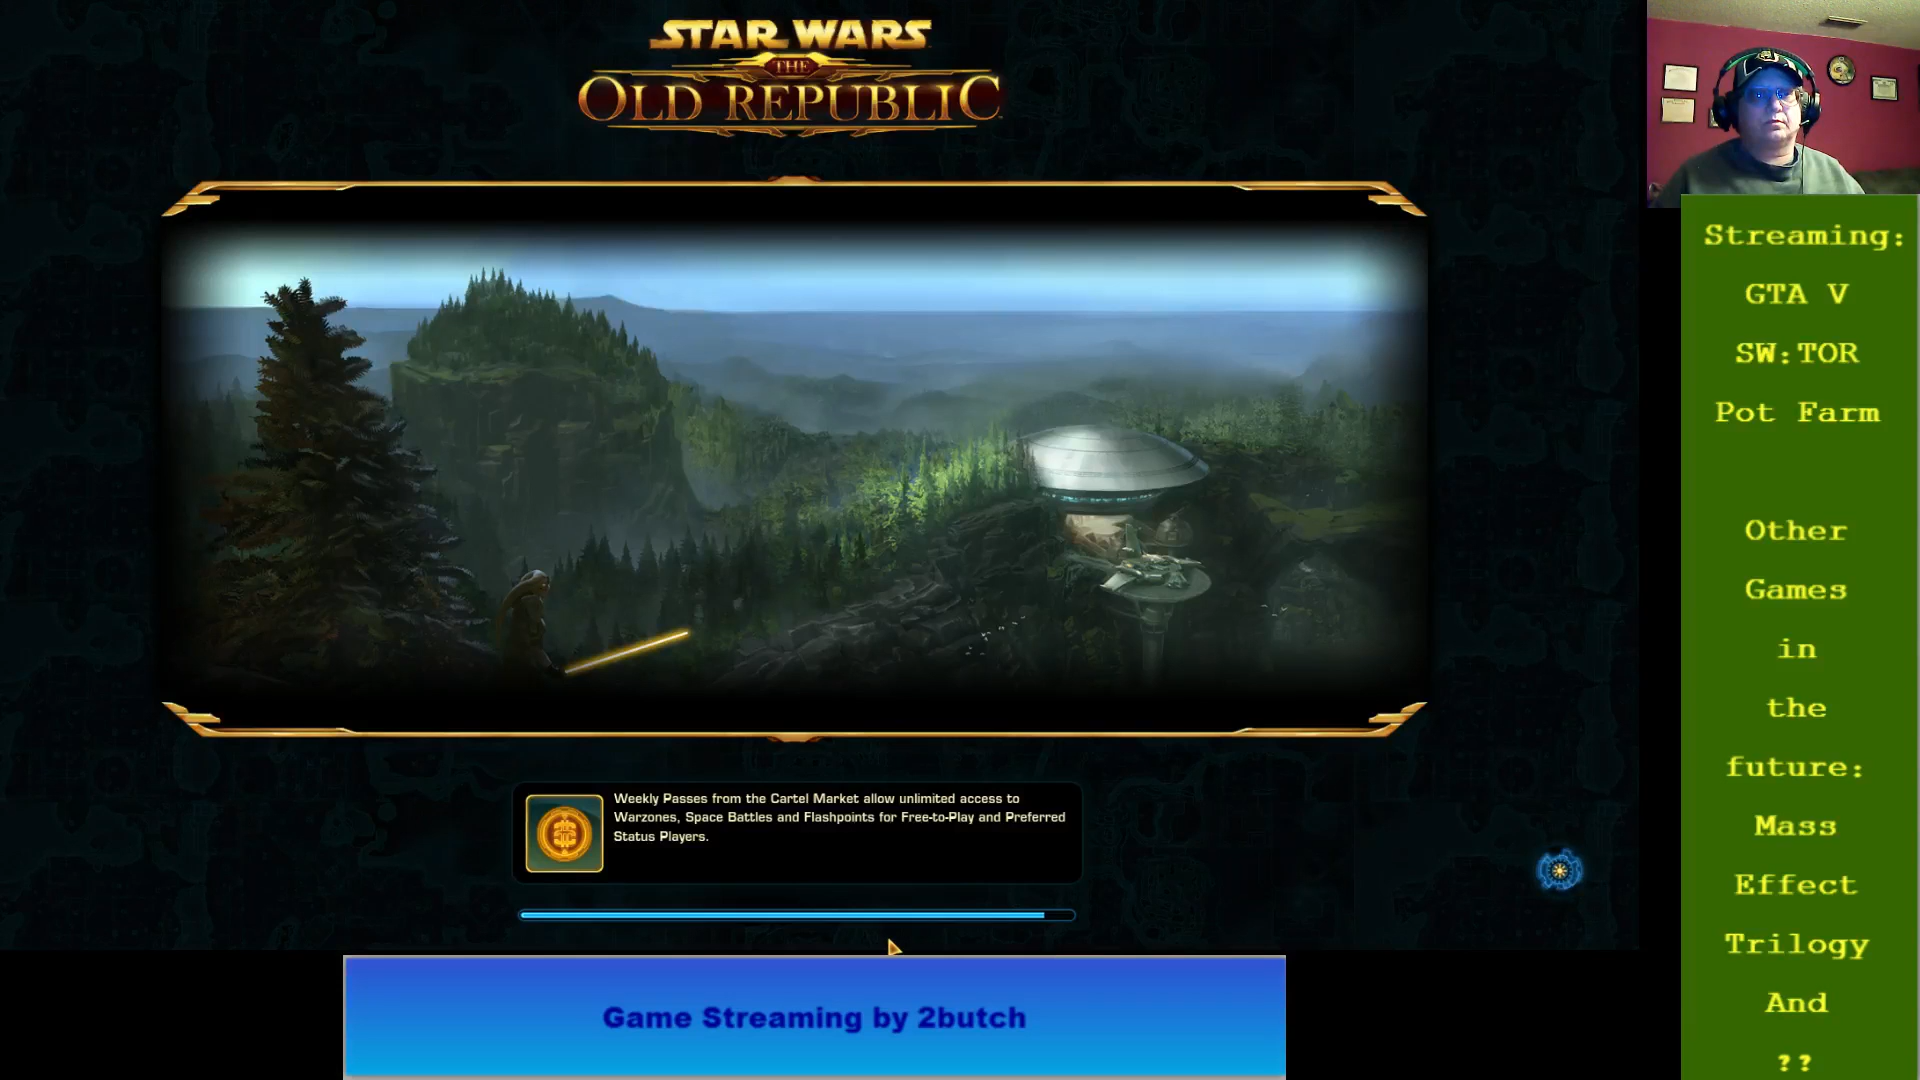 STAR WARS
THE
OLD REPUBLIC
Weekly Passes from the Cartel Market allow unlimited access to
Warzones, Space Battles and Flashpoints for Free-to-Play and Preferred
Status Players.
Game Streaming by 2butch
Streaming:
GTA V
SW:TOR
Pot Farm
Other
Games
in
the
future:
Mass
Effect
Trilogy
And
??